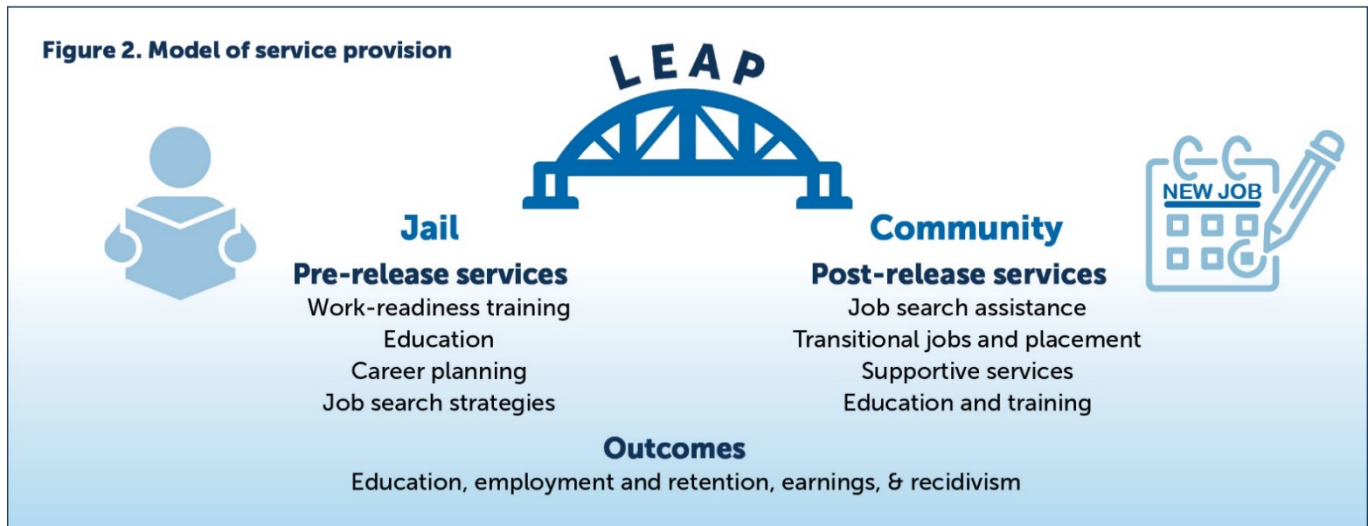 Figure 2. Model of service provision
LEAP
NEW JOB
Jail
Pre-release services
Work-readiness training
Education
Career planning
Job search strategies
Community
Post-release services
Job search assistance
Transitional jobs and placement
Supportive services
Education and training
Outcomes
Education, employment and retention, earnings, & recidivism